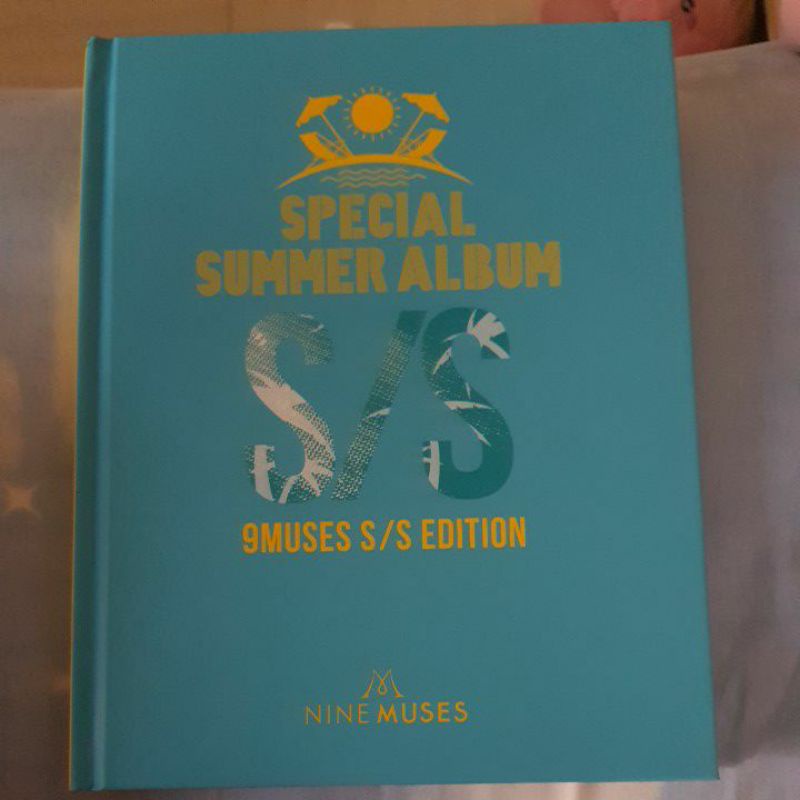 SPECIAL
SUMMER ALBUM
S/S
9MUSES S/S EDITION
NINE MUSES